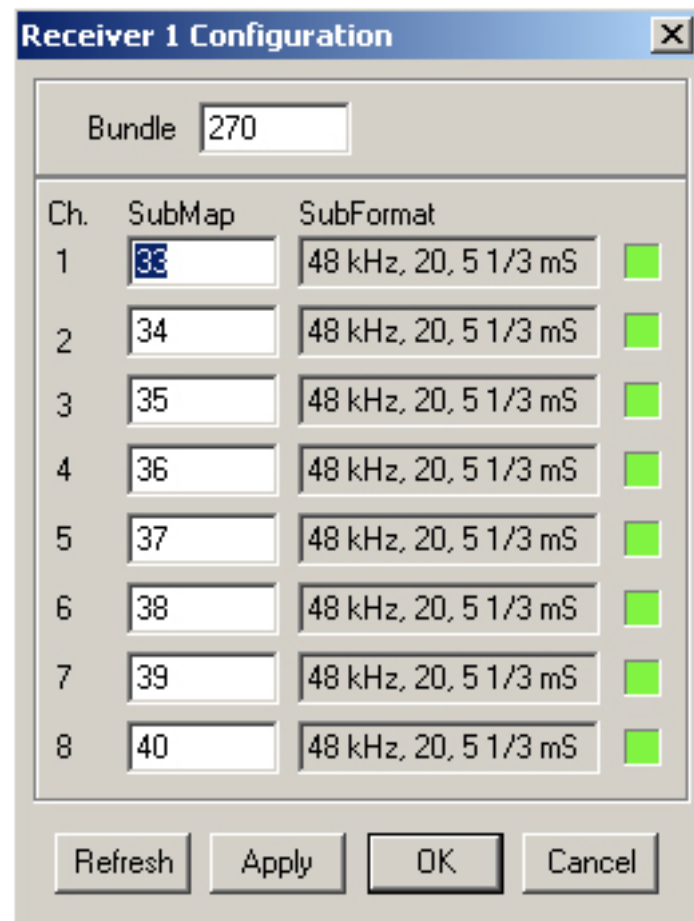 Receiver 1 Configuration
Bundle 270
Ch. SubMap SubFormat
1 33 48 kHz, 20, 5 1/3 mS
2 34 48 kHz, 20, 5 1/3 mS
3 35 48 kHz, 20, 5 1/3 mS
4 36 48 kHz, 20, 5 1/3 mS
5 37 48 kHz, 20, 5 1/3 mS
6 38 48 kHz, 20, 5 1/3 mS
7 39 48 kHz, 20, 5 1/3 mS
8 40 48 kHz, 20, 5 1/3 mS
Refresh Apply OK Cancel